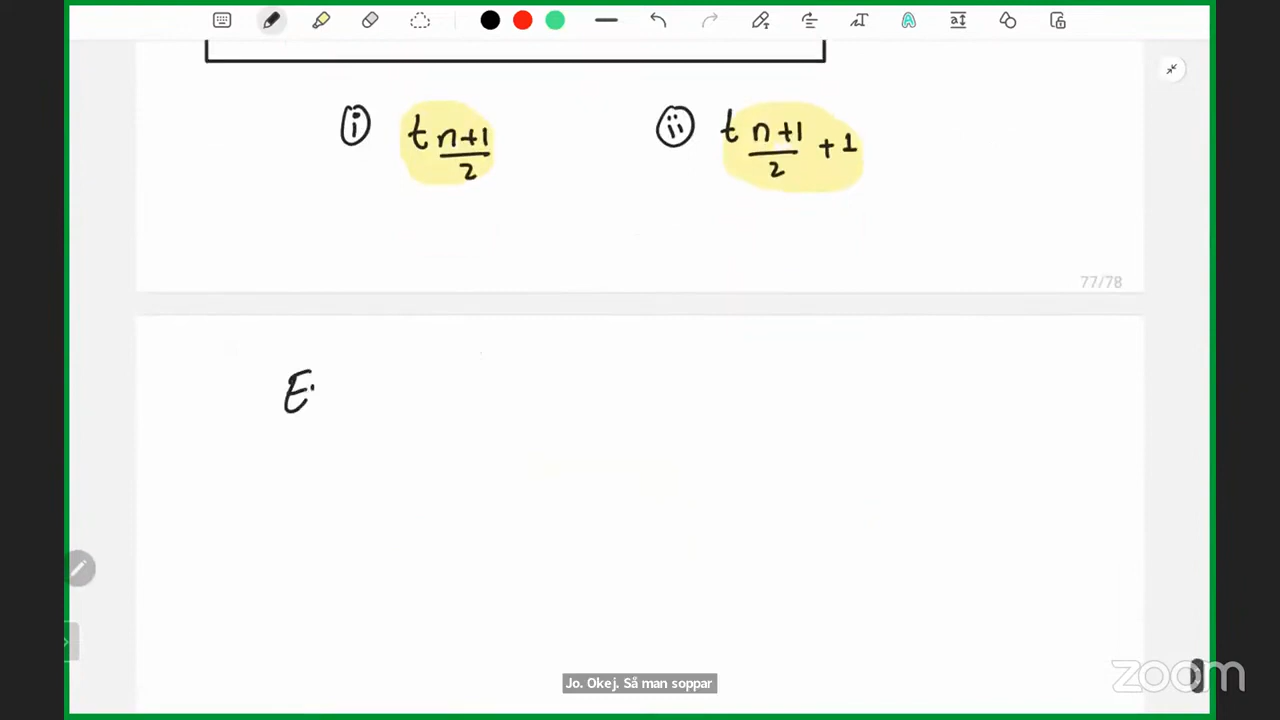 ⓘ t n+1/2 ⓘⓘ t n+1/2 + 1
77/78
E.
Jo. Okej. Så man soppar
zoom